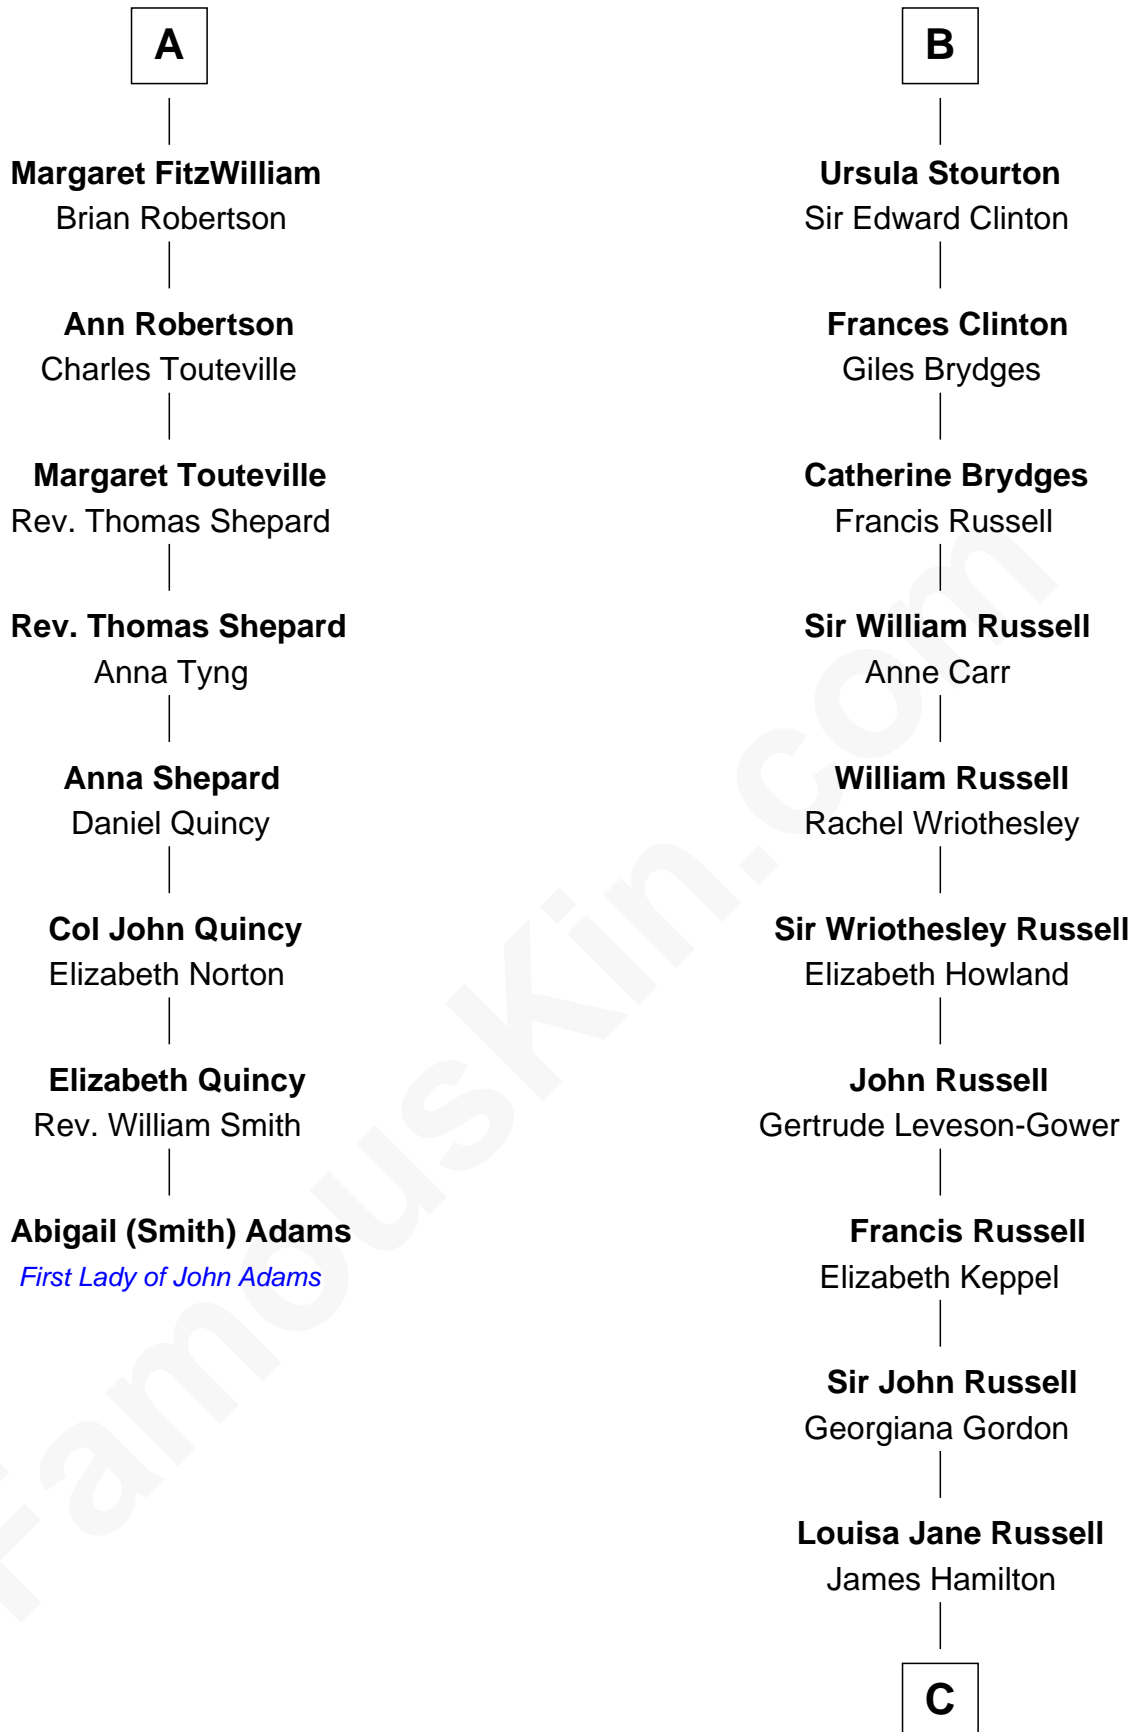 A
Margaret FitzWilliam
Brian Robertson
Ann Robertson
Charles Touteville
Margaret Touteville
Rev. Thomas Shepard
Rev. Thomas Shepard
Anna Tyng
Anna Shepard
Daniel Quincy
Col John Quincy
Elizabeth Norton
Elizabeth Quincy
Rev. William Smith
Abigail (Smith) Adams
First Lady of John Adams
B
Ursula Stourton
Sir Edward Clinton
Frances Clinton
Giles Brydges
Catherine Brydges
Francis Russell
Sir William Russell
Anne Carr
William Russell
Rachel Wriothesley
Sir Wriothesley Russell
Elizabeth Howland
John Russell
Gertrude Leveson-Gower
Francis Russell
Elizabeth Keppel
Sir John Russell
Georgiana Gordon
Louisa Jane Russell
James Hamilton
C
FamousKin.com